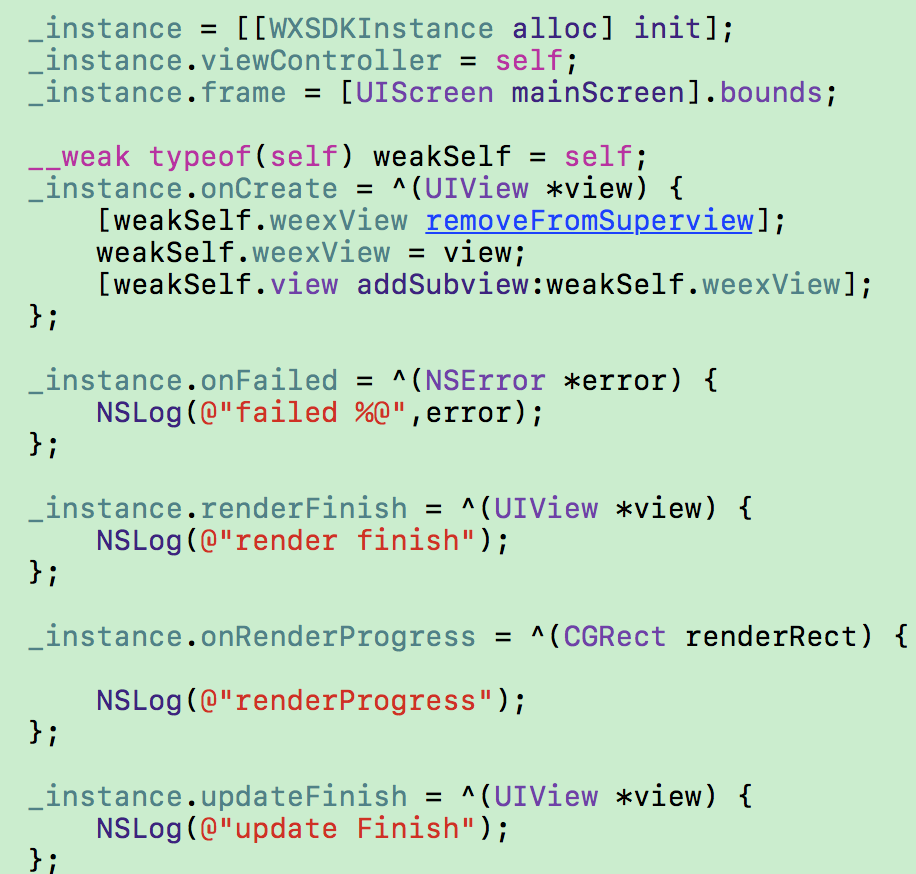 _instance = [[WXSDKInstance alloc] init];
_instance.viewController = self;
_instance.frame = [UIScreen mainScreen].bounds;
__weak typeof(self) weakSelf = self;
_instance.onCreate = ^(UIView *view) {
[weakSelf.weexView removeFromSuperview];
weakSelf.weexView = view;
[weakSelf.view addSubview:weakSelf.weexView];
};
_instance.onFailed = ^(NSError *error) {
NSLog(@"failed %@",error);
};
_instance.renderFinish = ^(UIView *view) {
NSLog(@"render finish");
};
_instance.onRenderProgress = ^(CGRect renderRect) {
NSLog(@"renderProgress");
};
_instance.updateFinish = ^(UIView *view) {
NSLog(@"update Finish");
};